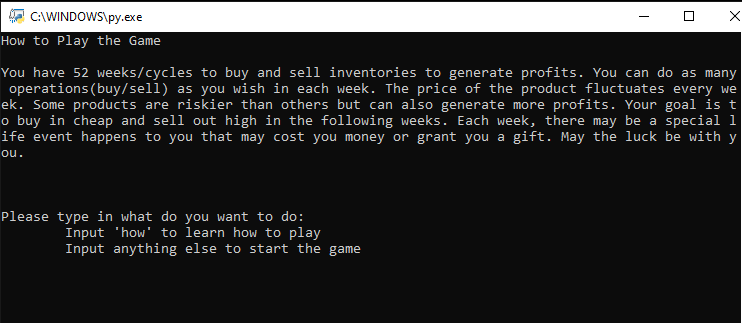 C:\WINDOWS\py.exe
How to Play the Game
You have 52 weeks/cycles to buy and sell inventories to generate profits. You can do as many
 operations(buy/sell) as you wish in each week. The price of the product fluctuates every we
ek. Some products are riskier than others but can also generate more profits. Your goal is t
o buy in cheap and sell out high in the following weeks. Each week, there may be a special l
ife event happens to you that may cost you money or grant you a gift. May the luck be with y
ou.
Please type in what do you want to do:
        Input 'how' to learn how to play
        Input anything else to start the game